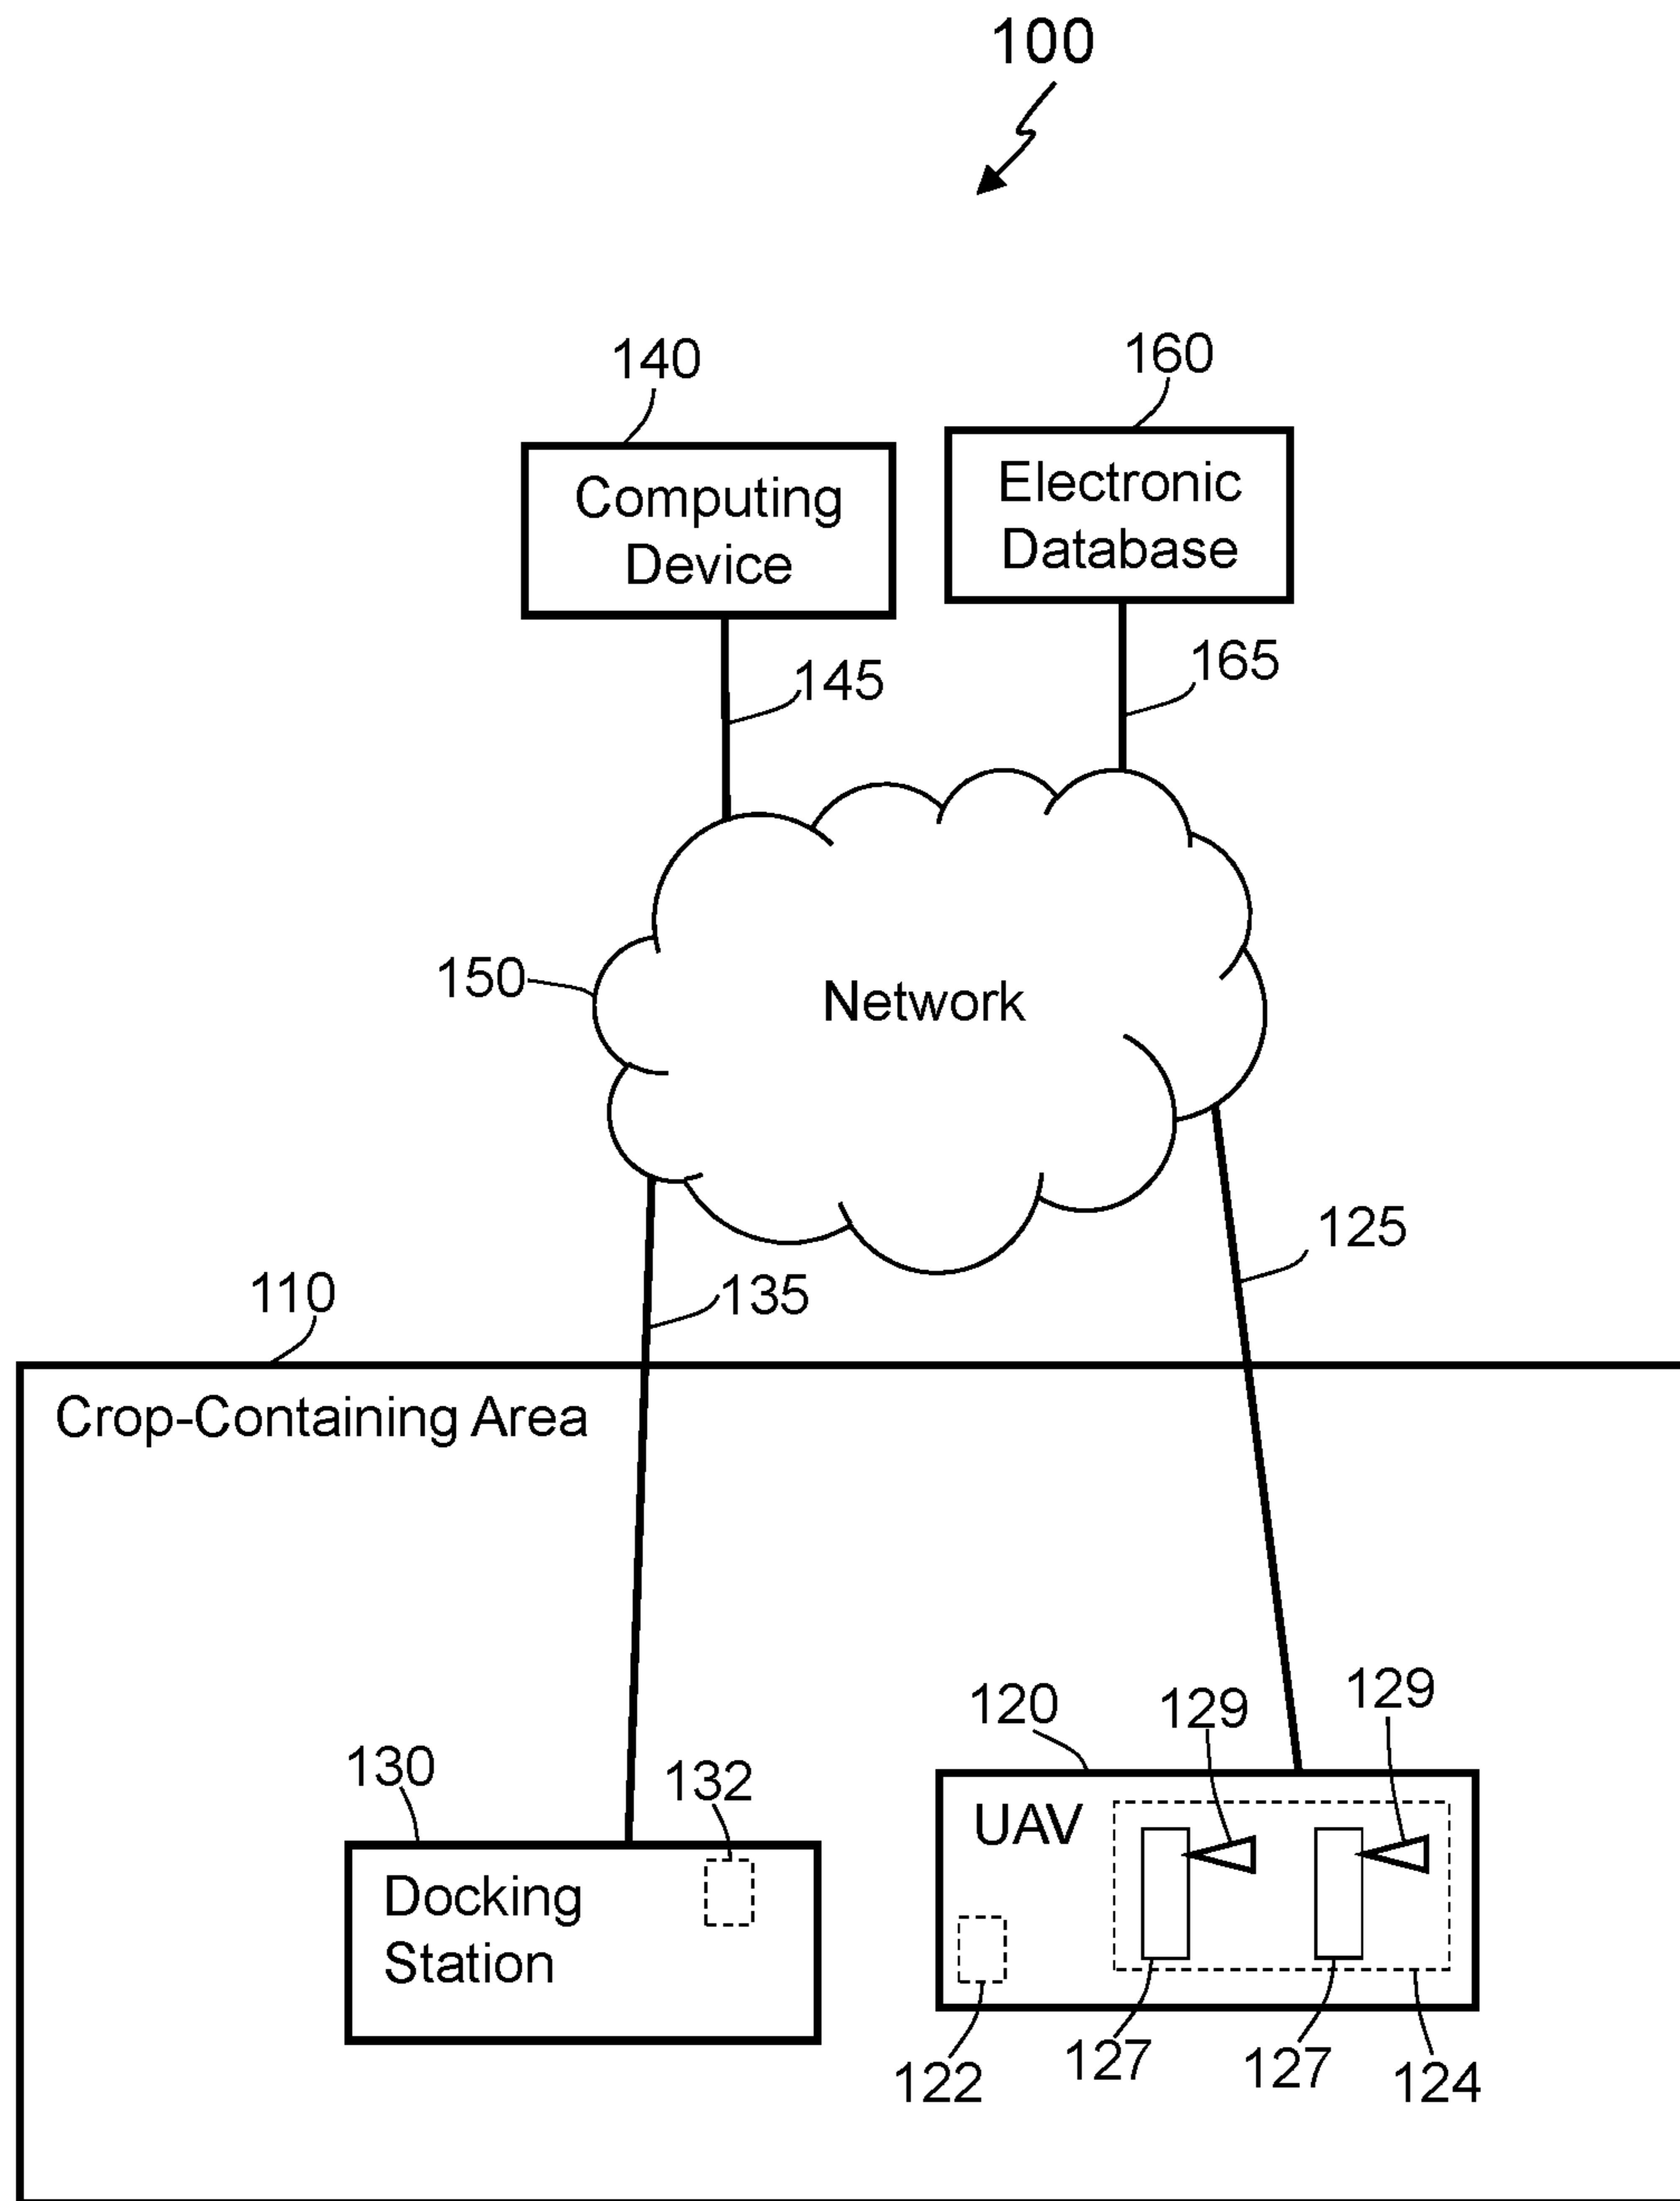 100
140
160
Computing
Device
Electronic
Database
145
165
150
Network
125
110
135
Crop-Containing Area
120
129
129
130
132
UAV
Docking
Station
122
127
127
124